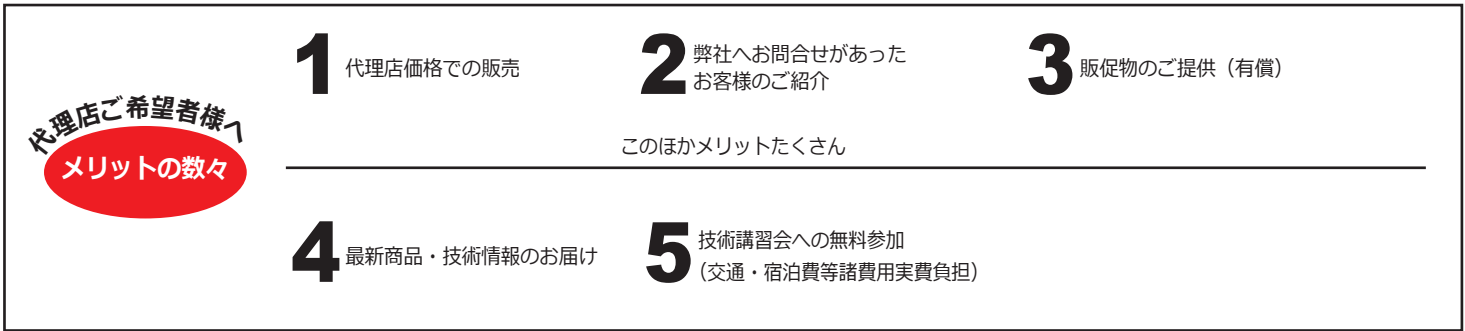 代理店ご希望者様へ
メリットの数々
1 代理店価格での販売
2 弊社へお問合せがあった
お客様のご紹介
3 販促物のご提供（有償）
このほかメリットたくさん
4 最新商品・技術情報のお届け
5 技術講習会への無料参加
（交通・宿泊費等諸費用実費負担）